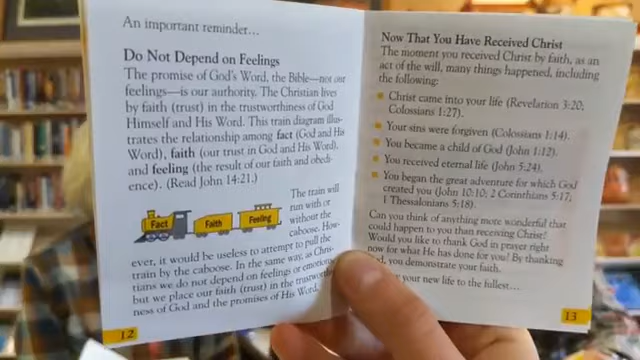 An important reminder...
Do Not Depend on Feelings
The promise of God's Word, the Bible—not our
feelings—is our authority. The Christian lives
by faith (trust) in the trustworthiness of God
Himself and His Word. This train diagram illus-
trates the relationship among fact (God and His
Word), faith (our trust in God and His Word),
and feeling (the result of our faith and obedi-
ence). (Read John 14:21.)
Fact Faith Feeling
The train will
run with or
without the
caboose. How-
ever, it would be useless to attempt to pull the
train by the caboose. In the same way, as Chris-
tians we do not depend on feelings or emotions,
but we place our faith (trust) in the trustworthi-
ness of God and the promises of His Word.
12
Now That You Have Received Christ
The moment you received Christ by faith, as an
act of the will, many things happened, including
the following:
Christ came into your life (Revelation 3:20;
Colossians 1:27).
Your sins were forgiven (Colossians 1:14).
You became a child of God (John 1:12).
You received eternal life (John 5:24).
You began the great adventure for which God
created you (John 10:10; 2 Corinthians 5:17;
1 Thessalonians 5:18).
Can you think of anything more wonderful that
could happen to you than receiving Christ?
Would you like to thank God in prayer right
now for what He has done for you? By thanking
God, you demonstrate your faith.
your new life to the fullest...
13